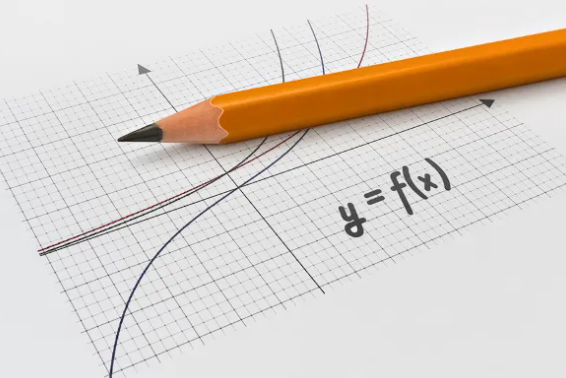 y = f(x)